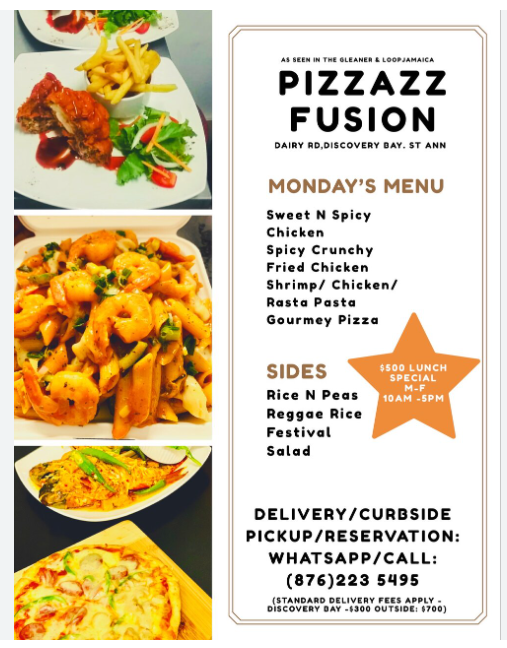 AS SEEN IN THE GLEANER & LOOPJAMAICA
PIZZAZZ
FUSION
DAIRY RD,DISCOVERY BAY. ST ANN
MONDAY'S MENU
Sweet N Spicy
Chicken
Spicy Crunchy
Fried Chicken
Shrimp/ Chicken/
Rasta Pasta
Gourmey Pizza
SIDES
Rice N Peas
Reggae Rice
Festival
Salad
$500 LUNCH
SPECIAL
M-F
10AM -5PM
DELIVERY/CURBSIDE
PICKUP/RESERVATION:
WHATSAPP/CALL:
(876)223 5495
(STANDARD DELIVERY FEES APPLY -
DISCOVERY BAY -$300 OUTSIDE: $700)